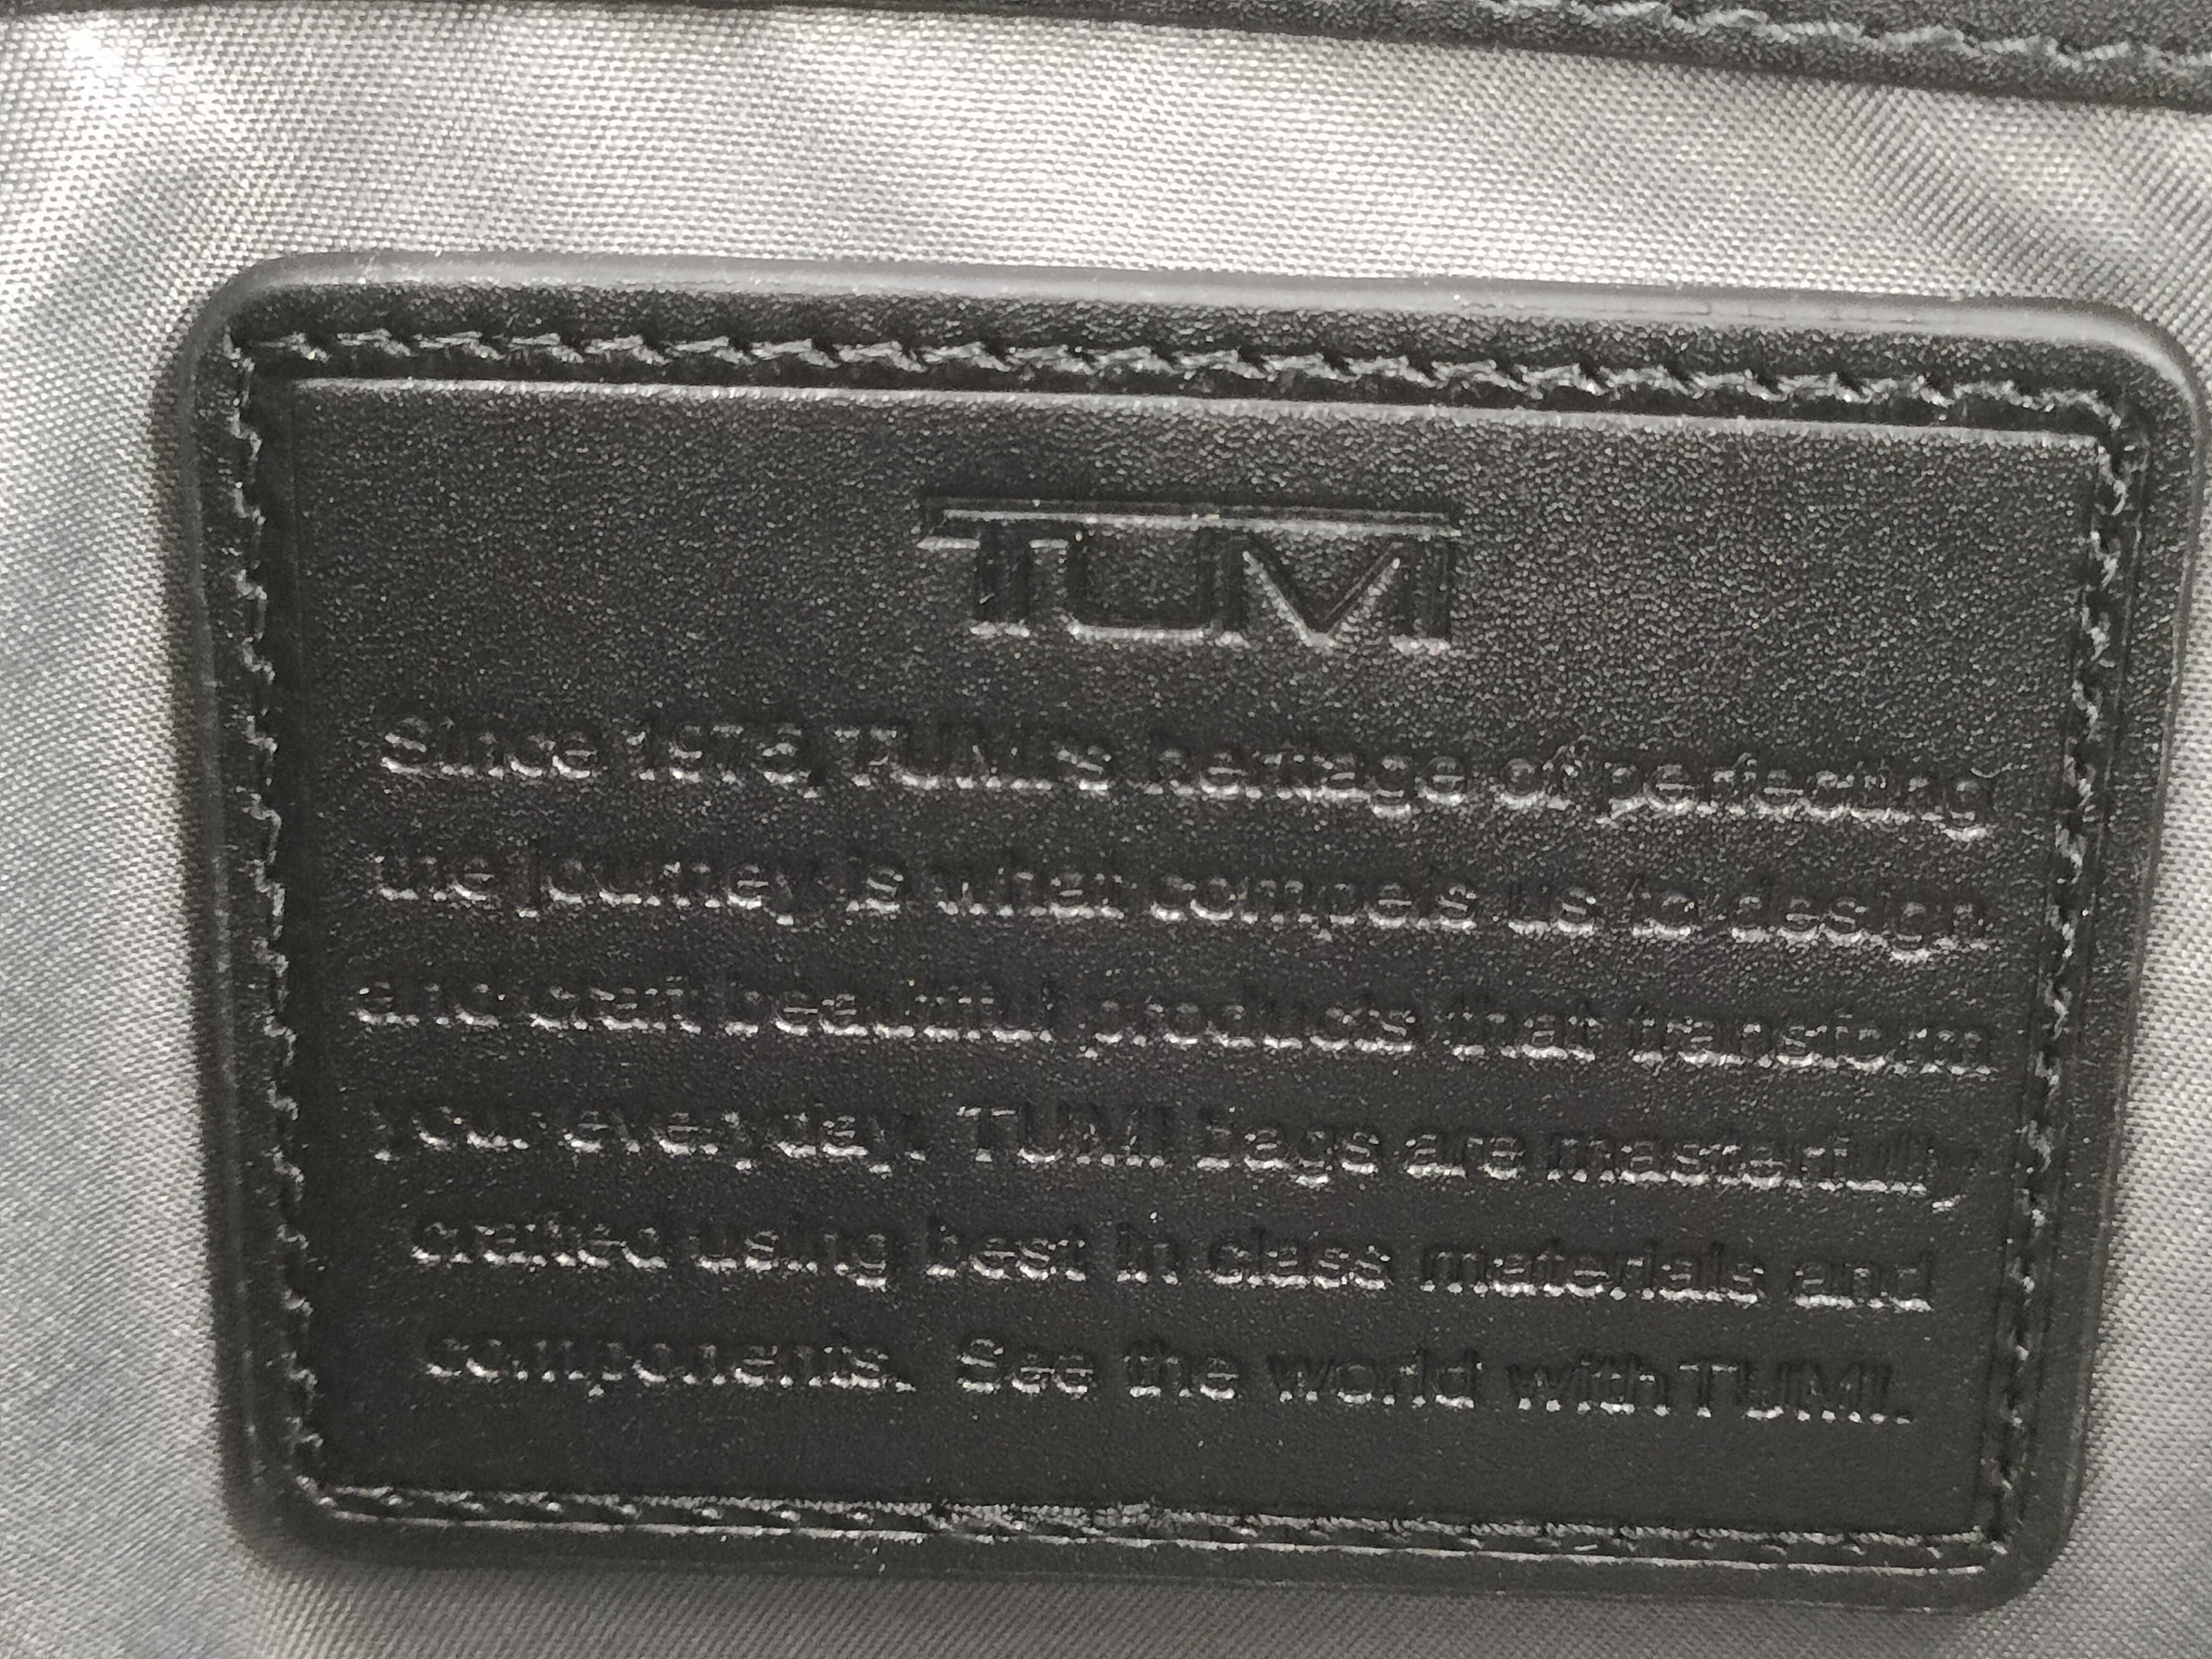 TUMI
Since 1975, TUMI's heritage of perfecting
the journey is what compels us to design
and craft beautiful products that transform
your everyday. TUMI bags are masterfully
crafted using best in class materials and
components. See the world with TUMI.